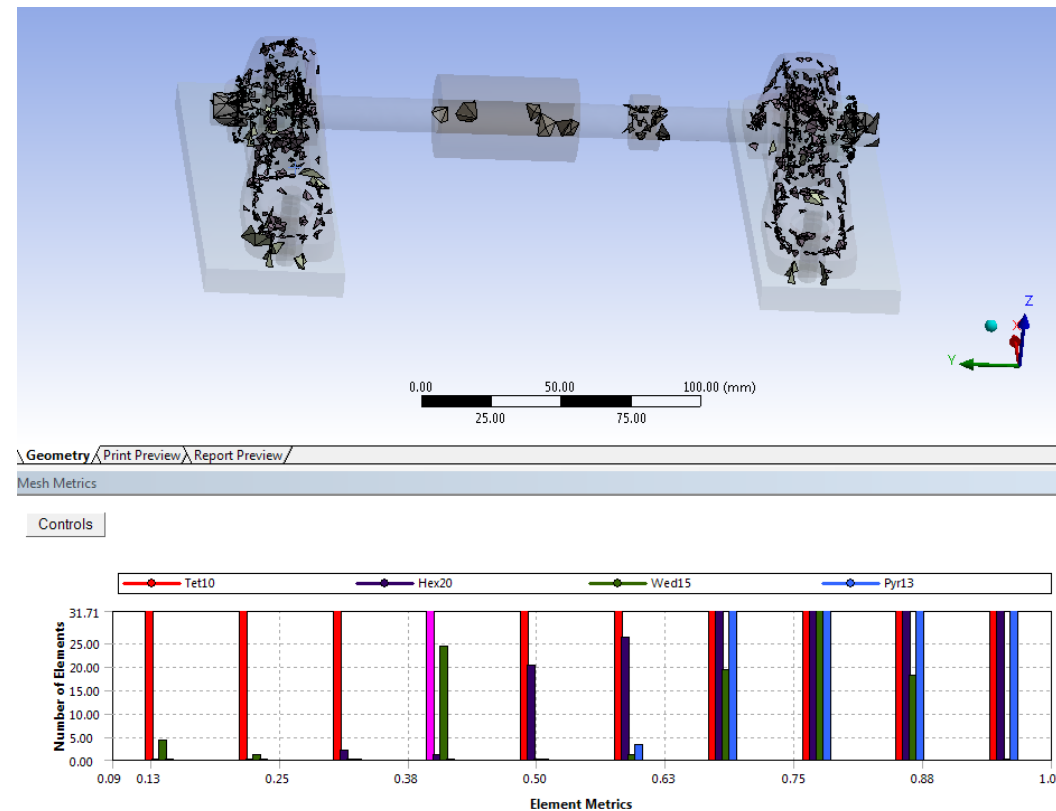 Z
X
Y
0.00 50.00 100.00 (mm)
25.00 75.00
Geometry Print Preview Report Preview
Mesh Metrics
Controls
Tet10 Hex20 Wed15 Pyr13
31.71
25.00
20.00
15.00
10.00
5.00
0.00
Number of Elements
0.09 0.13 0.25 0.38 0.50 0.63 0.75 0.88 1.0
Element Metrics